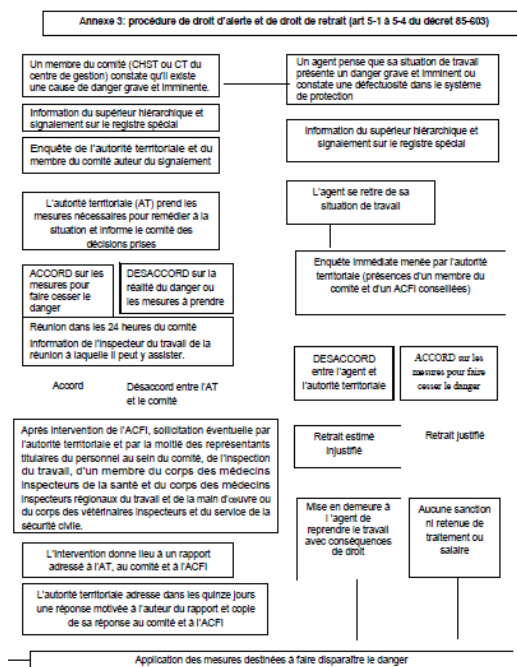 Annexe 3: procédure de droit d'alerte et de droit de retrait (art 5-1 à 5-4 du décret 85-603)
Un membre du comité (CHST ou CT du
centre de gestion) constate qu'il existe
une cause de danger grave et imminente.
Information du supérieur hiérarchique et
signalement sur le registre spécial
Enquête de l'autorité territoriale et du
membre du comité auteur du signalement
L'autorité territoriale (AT) prend les
mesures nécessaires pour remédier à la
situation et informe le comité des
décisions prises
ACCORD sur les
mesures pour
faire cesser le
danger
DESACCORD sur la
réalité du danger ou
les mesures à prendre
Réunion dans les 24 heures du comité
Information de l'inspecteur du travail de la
réunion à laquelle il peut y assister.
Accord
Désaccord entre l'AT
et le comité
Après intervention de l'ACFI, sollicitation éventuelle par
l'autorité territoriale et par la moitié des représentants
titulaires du personnel au sein du comité, de l'inspection
du travail, d'un membre du corps des médecins
inspecteurs de la santé et du corps des médecins
inspecteurs régionaux du travail et de la main d'œuvre ou
du corps des vétérinaires inspecteurs et du service de la
sécurité civile.
L'intervention donne lieu à un rapport
adressé à l'AT, au comité et à l'ACFI
L'autorité territoriale adresse dans les quinze jours
une réponse motivée à l'auteur du rapport et copie
de sa réponse au comité et à l'ACFI
Un agent pense que sa situation de travail
présente un danger grave et imminent ou
constate une défectuosité dans le système
de protection
Information du supérieur hiérarchique et
signalement sur le registre spécial
L'agent se retire de sa
situation de travail
Enquête immédiate menée par l'autorité
territoriale (présences d'un membre du
comité et d'un ACFI conseillées)
DESACCORD
entre l'agent et
l'autorité territoriale
ACCORD sur les
mesures pour faire
cesser le danger
Retrait estimé
injustifié
Retrait justifié
Mise en demeure à
l 'agent de
reprendre le travail
avec conséquences
de droit
Aucune sanction
ni retenue de
traitement ou
salaire
Application des mesures destinées à faire disparaître le danger